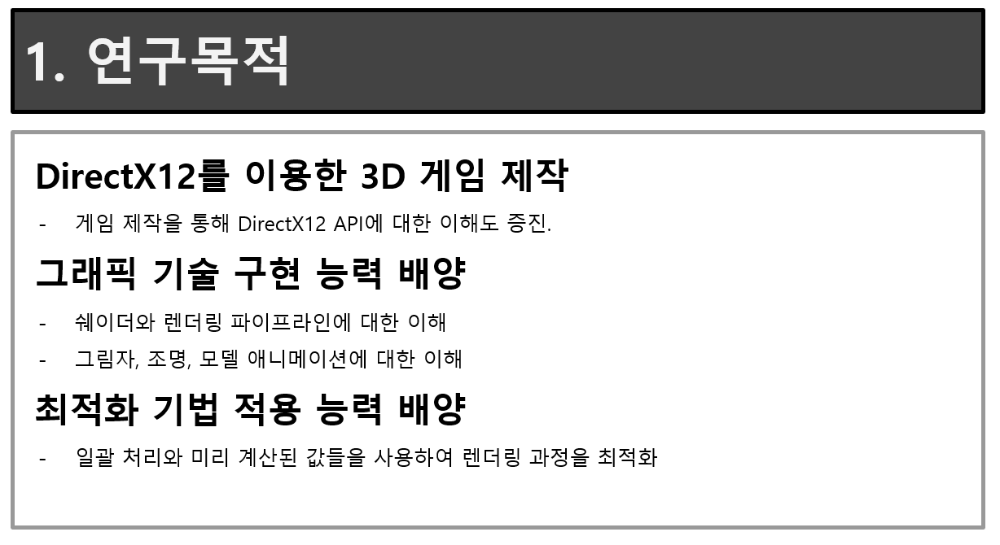 1. 연구목적
DirectX12를 이용한 3D 게임 제작
- 게임 제작을 통해 DirectX12 API에 대한 이해도 증진.
그래픽 기술 구현 능력 배양
- 쉐이더와 렌더링 파이프라인에 대한 이해
- 그림자, 조명, 모델 애니메이션에 대한 이해
최적화 기법 적용 능력 배양
- 일괄 처리와 미리 계산된 값들을 사용하여 렌더링 과정을 최적화